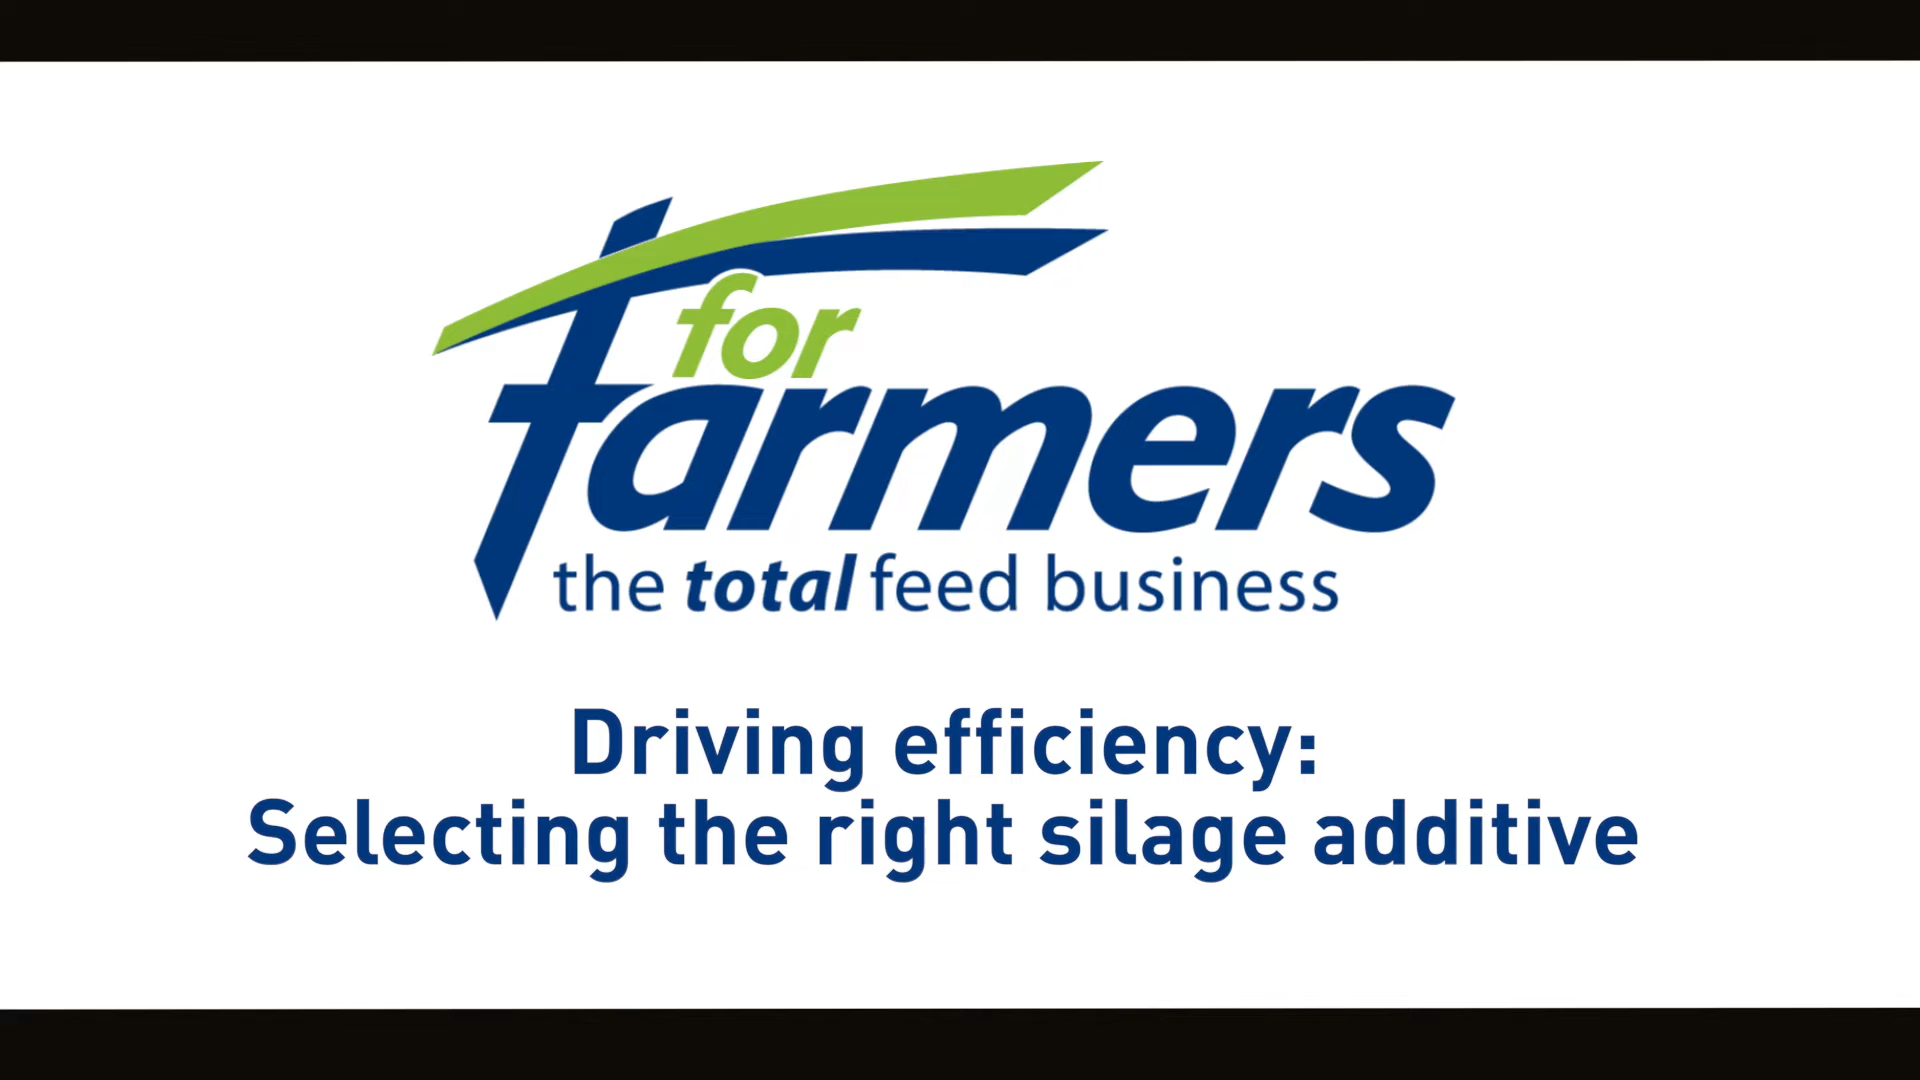 for
farmers
the total feed business
Driving efficiency:
Selecting the right silage additive